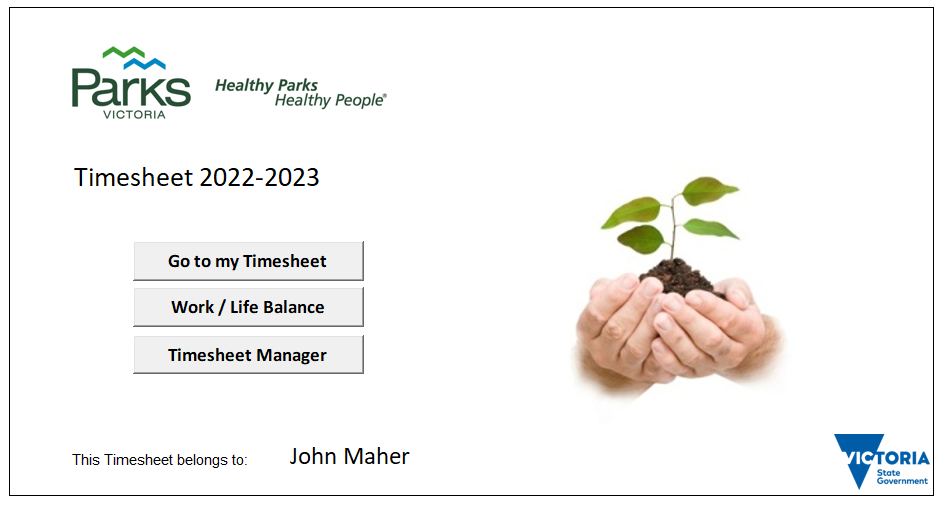 Parks
VICTORIA
Healthy Parks
Healthy People®
Timesheet 2022-2023
Go to my Timesheet
Work / Life Balance
Timesheet Manager
This Timesheet belongs to: John Maher
VICTORIA
State
Government